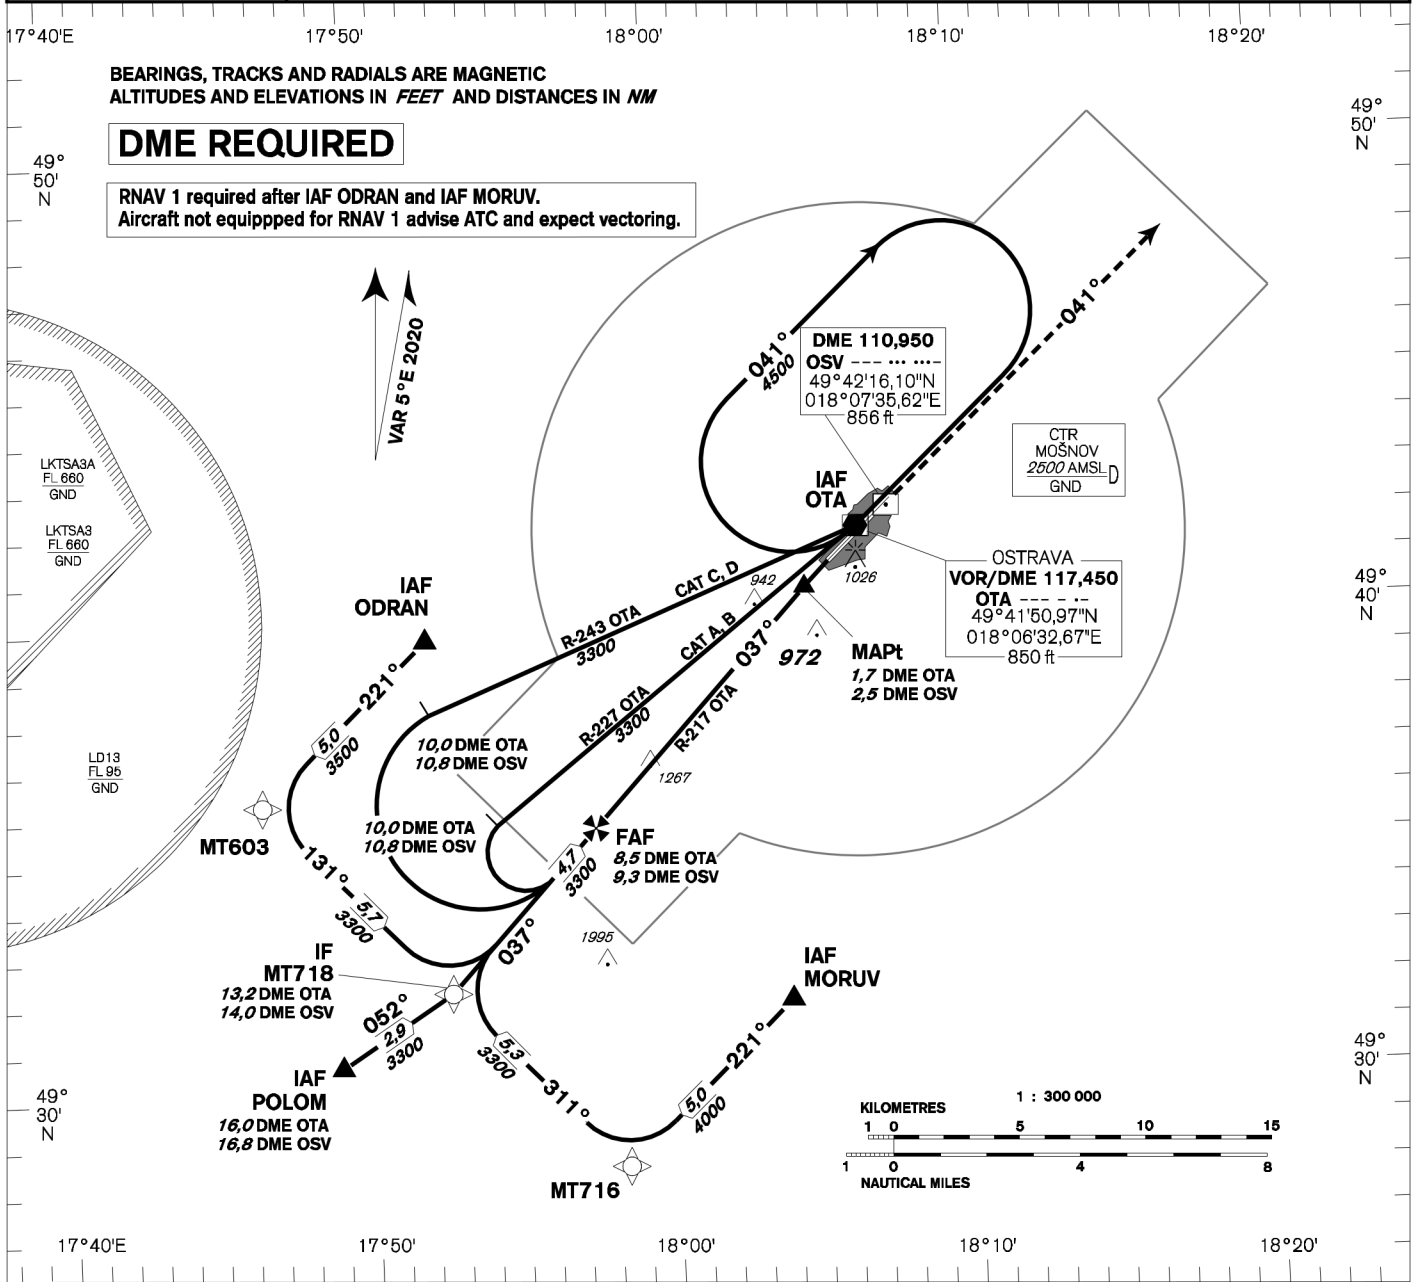 17°40'E
17°50'
18°00'
18°10'
18°20'
BEARINGS, TRACKS AND RADIALS ARE MAGNETIC
ALTITUDES AND ELEVATIONS IN FEET AND DISTANCES IN NM
DME REQUIRED
RNAV 1 required after IAF ODRAN and IAF MORUV.
Aircraft not equippped for RNAV 1 advise ATC and expect vectoring.
49°
50'
N
49°
50'
N
VAR 5°E 2020
041°
4500
041°
DME 110,950
OSV --- ··· ···-
49°42'16,10"N
018°07'35,62"E
856 ft
CTR
MOŠNOV
2500 AMSL
GND
D
LKTSA3A
FL 660
GND
LKTSA3
FL 660
GND
IAF
OTA
OSTRAVA
VOR/DME 117,450
OTA --- - ·-
49°41'50,97"N
018°06'32,67"E
850 ft
1026
942
972
MAPt
1,7 DME OTA
2,5 DME OSV
49°
40'
N
IAF
ODRAN
CAT C, D
R-243 OTA
3300
CAT A, B
R-227 OTA
3300
037°
R-217 OTA
221°
5,0
3500
10,0 DME OTA
10,8 DME OSV
1267
LD13
FL 95
GND
MT603
10,0 DME OTA
10,8 DME OSV
FAF
8,5 DME OTA
9,3 DME OSV
4,7
3300
131°
5,7
3300
037°
1995
IF
MT718
13,2 DME OTA
14,0 DME OSV
052°
2,9
3300
IAF
MORUV
221°
5,0
4000
5,3
3300
311°
IAF
POLOM
16,0 DME OTA
16,8 DME OSV
MT716
49°
30'
N
49°
30'
N
1 : 300 000
KILOMETRES
1 0 5 10 15
1 0 4 8
NAUTICAL MILES
17°40'E
17°50'
18°00'
18°10'
18°20'